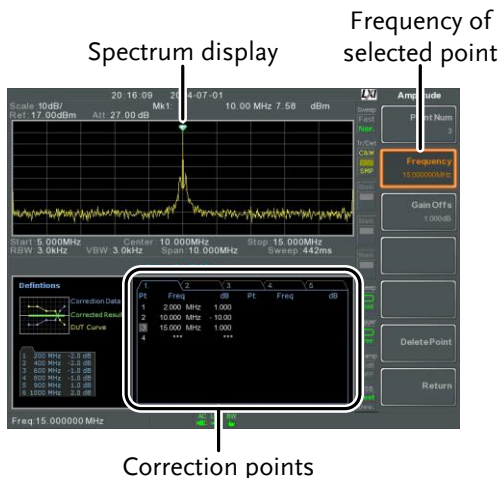 Frequency of
selected point
Spectrum display
20:16:09
LXI Amplitude
Scale:10dB/ Mk1: 10.00 MHz 7.58 dBm
Ref: 17.00dBm Att: 27.00 dB
Sweep
Fast
Nor.
Point Num
3
Tr/Det
C&W
SMP
Frequency
15.000000MHz
Gain Offs
1.000dB
Start: 5.000MHz Center: 10.000MHz Stop: 15.000MHz
RBW: 3.0kHz VBW: 3.0kHz Span: 10.000MHz Sweep: 442ms
Defintions
Correction Data
Corrected Result
DUT Curve
1 200 MHz -2.0 dB
2 400 MHz -2.0 dB
3 600 MHz -1.0 dB
4 800 MHz -1.0 dB
5 900 MHz 1.0 dB
6 1000 MHz 2.0 dB
1 2 3 4 5
Pt Freq dB Pt Freq dB
1 2.000 MHz 1.000
2 10.000 MHz -10.00
3 15.000 MHz 1.000
4 *** ***
Delete Point
Return
Freq:15.000000 MHz
AC BW
Correction points